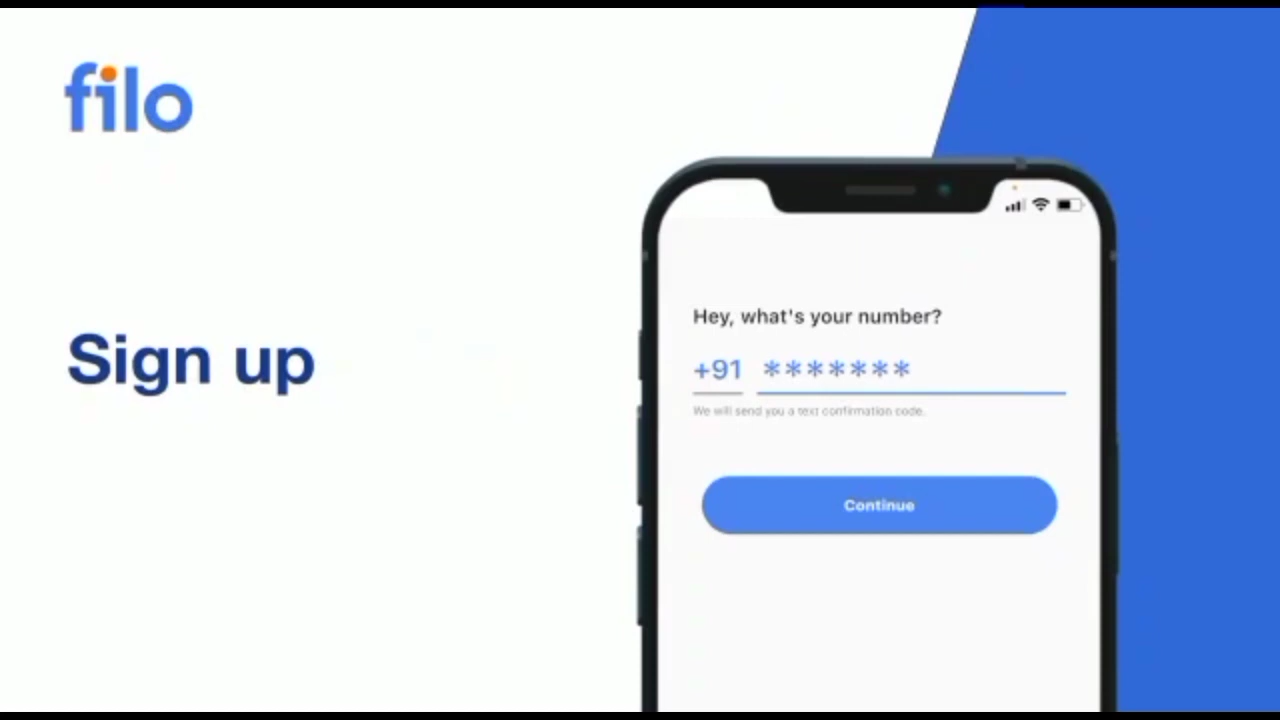 filo
Sign up
Hey, what's your number?
+91 *******
We will send you a text confirmation code.
Continue